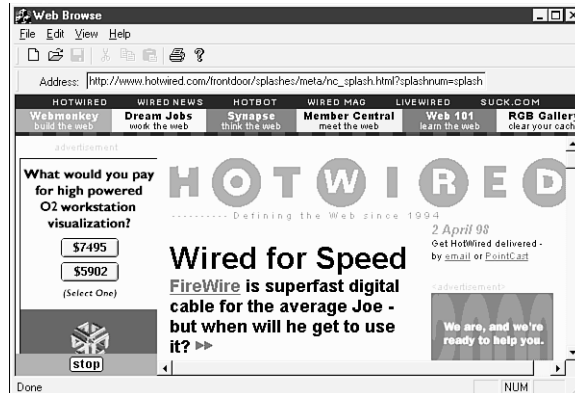 Web Browse
File Edit View Help
Address: http://www.hotwired.com/frontdoor/splashes/meta/nc_splash.html?splashnum=splash
HOTWIRED WIRED NEWS HOTBOT WIRED MAG LIVEWIRED SUCK.COM
Webmonkey Dream Jobs Synapse Member Central Web 101 RGB Gallery
build the web work the web think the web meet the web learn the web clear your cach
advertisement
What would you pay
for high powered
O2 workstation
visualization?
$7495
$5902
(Select One)
stop
HOTWIRED
Defining the Web since 1994
2 April 98
Get HotWired delivered -
by email or PointCast
Wired for Speed
FireWire is superfast digital
cable for the average Joe -
but when will he get to use
it?
<advertisement>
We are, and we're
ready to help you.
Done NUM